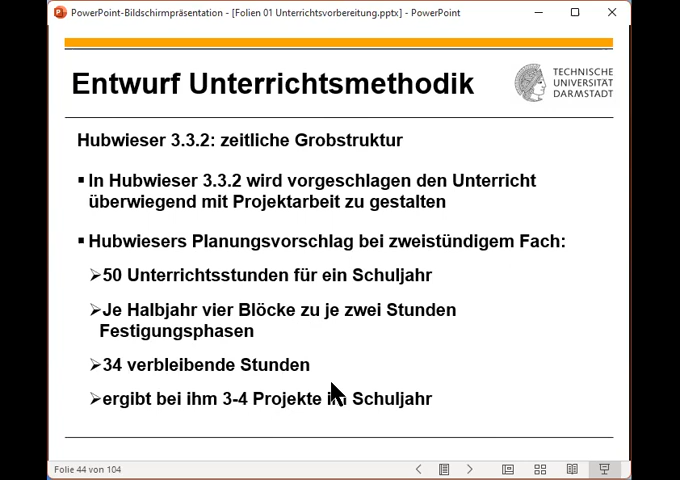 PowerPoint-Bildschirmpräsentation - [Folien 01 Unterrichtsvorbereitung.pptx] - PowerPoint
Entwurf Unterrichtsmethodik
TECHNISCHE
UNIVERSITÄT
DARMSTADT
Hubwieser 3.3.2: zeitliche Grobstruktur
▪ In Hubwieser 3.3.2 wird vorgeschlagen den Unterricht
überwiegend mit Projektarbeit zu gestalten
▪ Hubwiesers Planungsvorschlag bei zweistündigem Fach:
➢50 Unterrichtsstunden für ein Schuljahr
➢Je Halbjahr vier Blöcke zu je zwei Stunden
Festigungsphasen
➢34 verbleibende Stunden
➢ergibt bei ihm 3-4 Projekte im Schuljahr
Folie 44 von 104